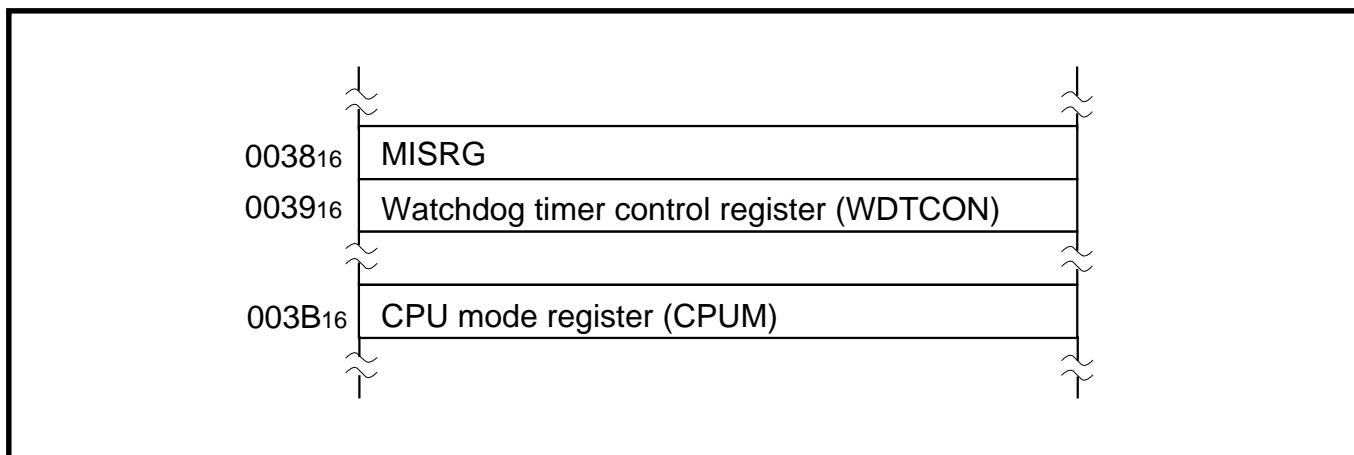 003816 MISRG
003916 Watchdog timer control register (WDTCON)
003B16 CPU mode register (CPUM)